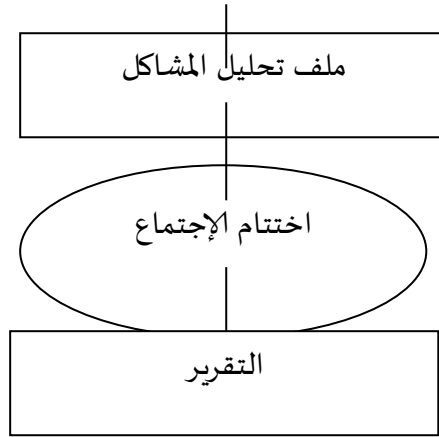 ملف تحليل المشاكل
اختتام الإجتماع
التقرير